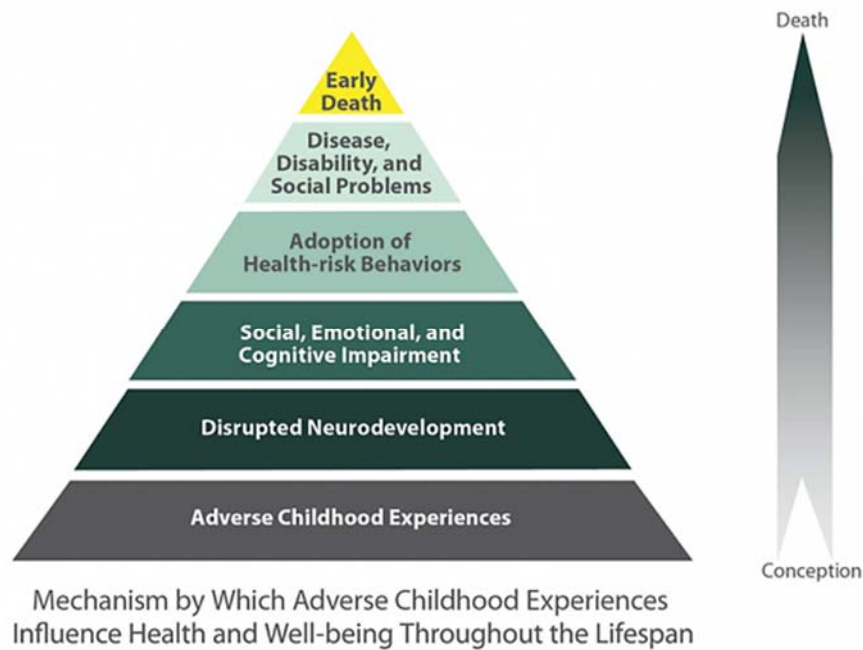 Death
Early
Death
Disease,
Disability, and
Social Problems
Adoption of
Health-risk Behaviors
Social, Emotional, and
Cognitive Impairment
Disrupted Neurodevelopment
Adverse Childhood Experiences
Conception
Mechanism by Which Adverse Childhood Experiences
Influence Health and Well-being Throughout the Lifespan